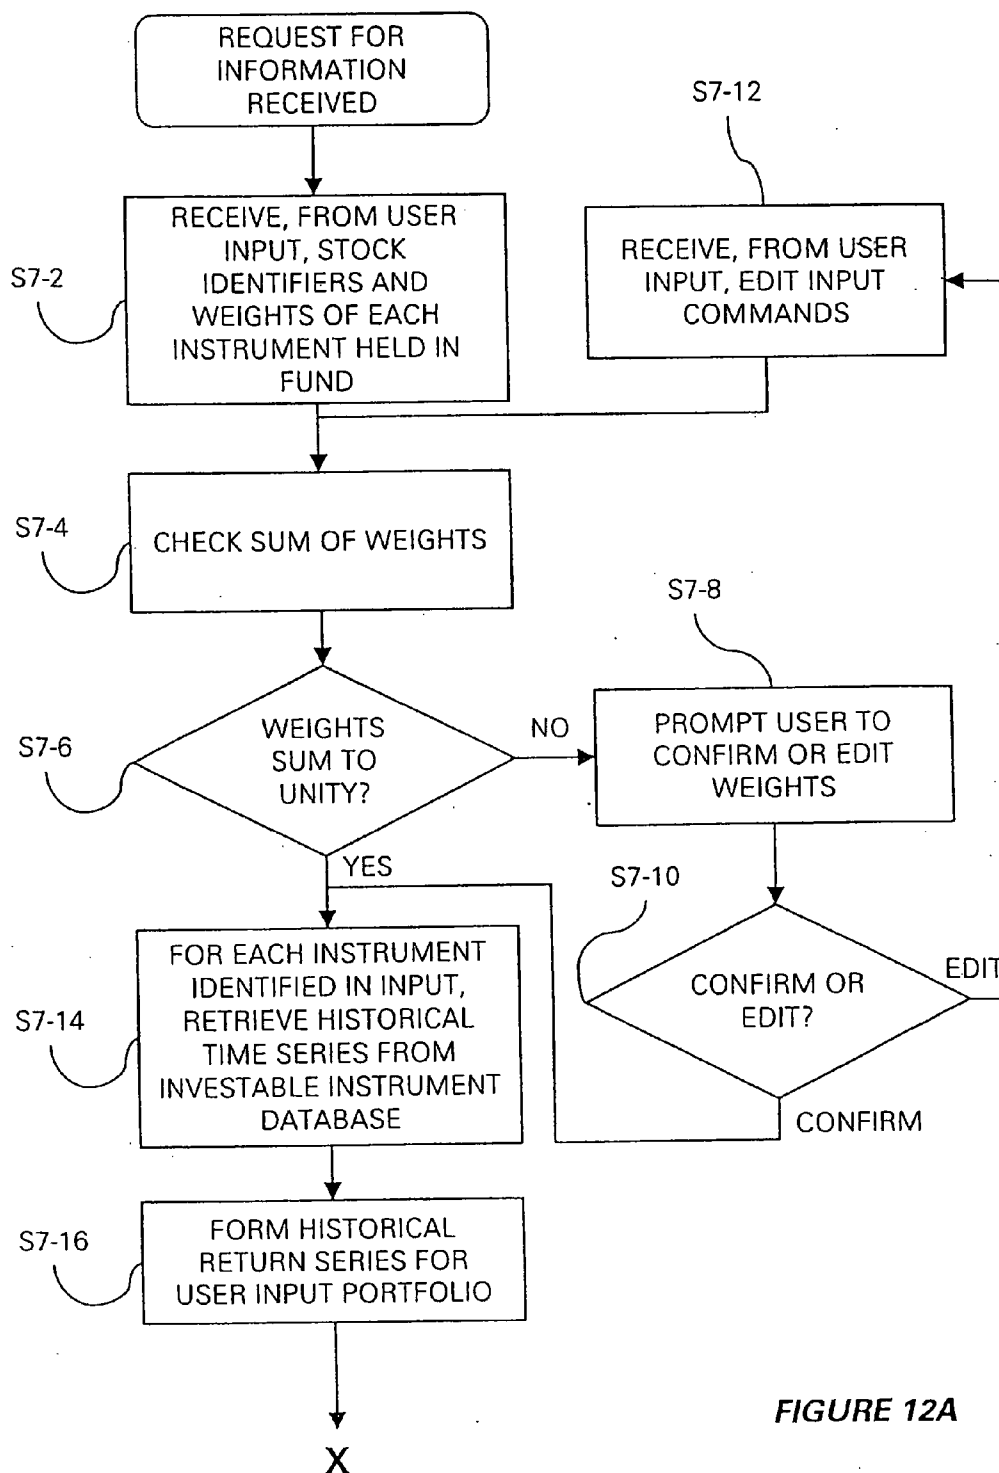 REQUEST FOR
INFORMATION
RECEIVED
S7-12
RECEIVE, FROM USER
INPUT, STOCK
IDENTIFIERS AND
WEIGHTS OF EACH
INSTRUMENT HELD IN
FUND
S7-2
RECEIVE, FROM USER
INPUT, EDIT INPUT
COMMANDS
S7-4
CHECK SUM OF WEIGHTS
S7-8
S7-6
WEIGHTS
SUM TO
UNITY?
NO
PROMPT USER TO
CONFIRM OR EDIT
WEIGHTS
YES
S7-10
CONFIRM OR
EDIT?
EDIT
CONFIRM
S7-14
FOR EACH INSTRUMENT
IDENTIFIED IN INPUT,
RETRIEVE HISTORICAL
TIME SERIES FROM
INVESTABLE INSTRUMENT
DATABASE
S7-16
FORM HISTORICAL
RETURN SERIES FOR
USER INPUT PORTFOLIO
X
FIGURE 12A